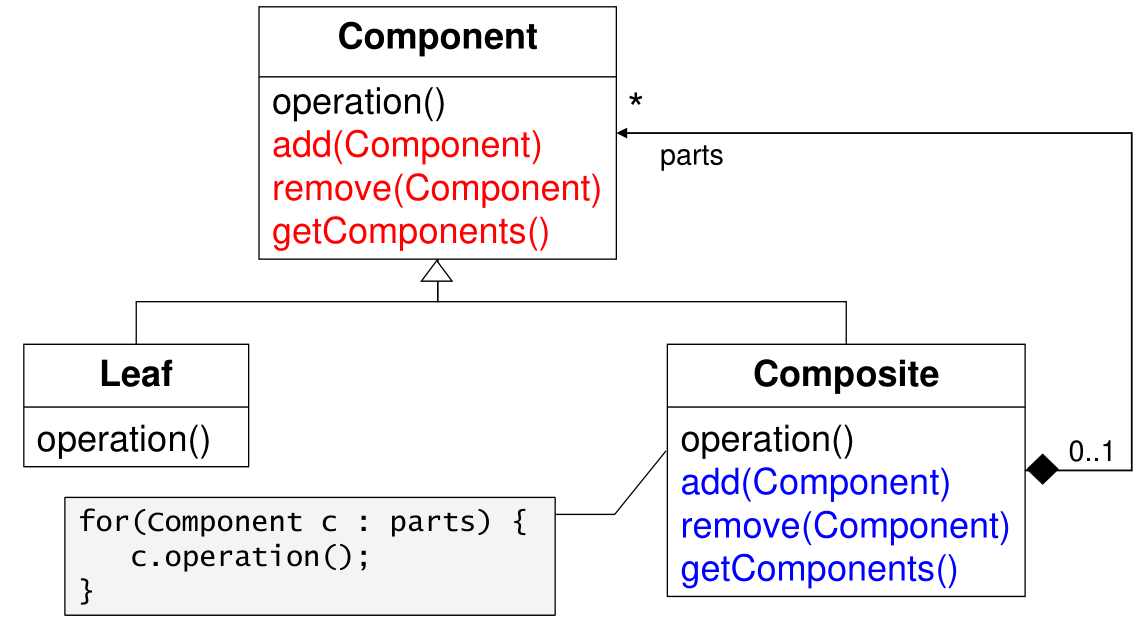 Component
operation()
add(Component)
remove(Component)
getComponents()
*
parts
Leaf
operation()
Composite
operation()
add(Component)
remove(Component)
getComponents()
0..1
for(Component c : parts) {
c.operation();
}